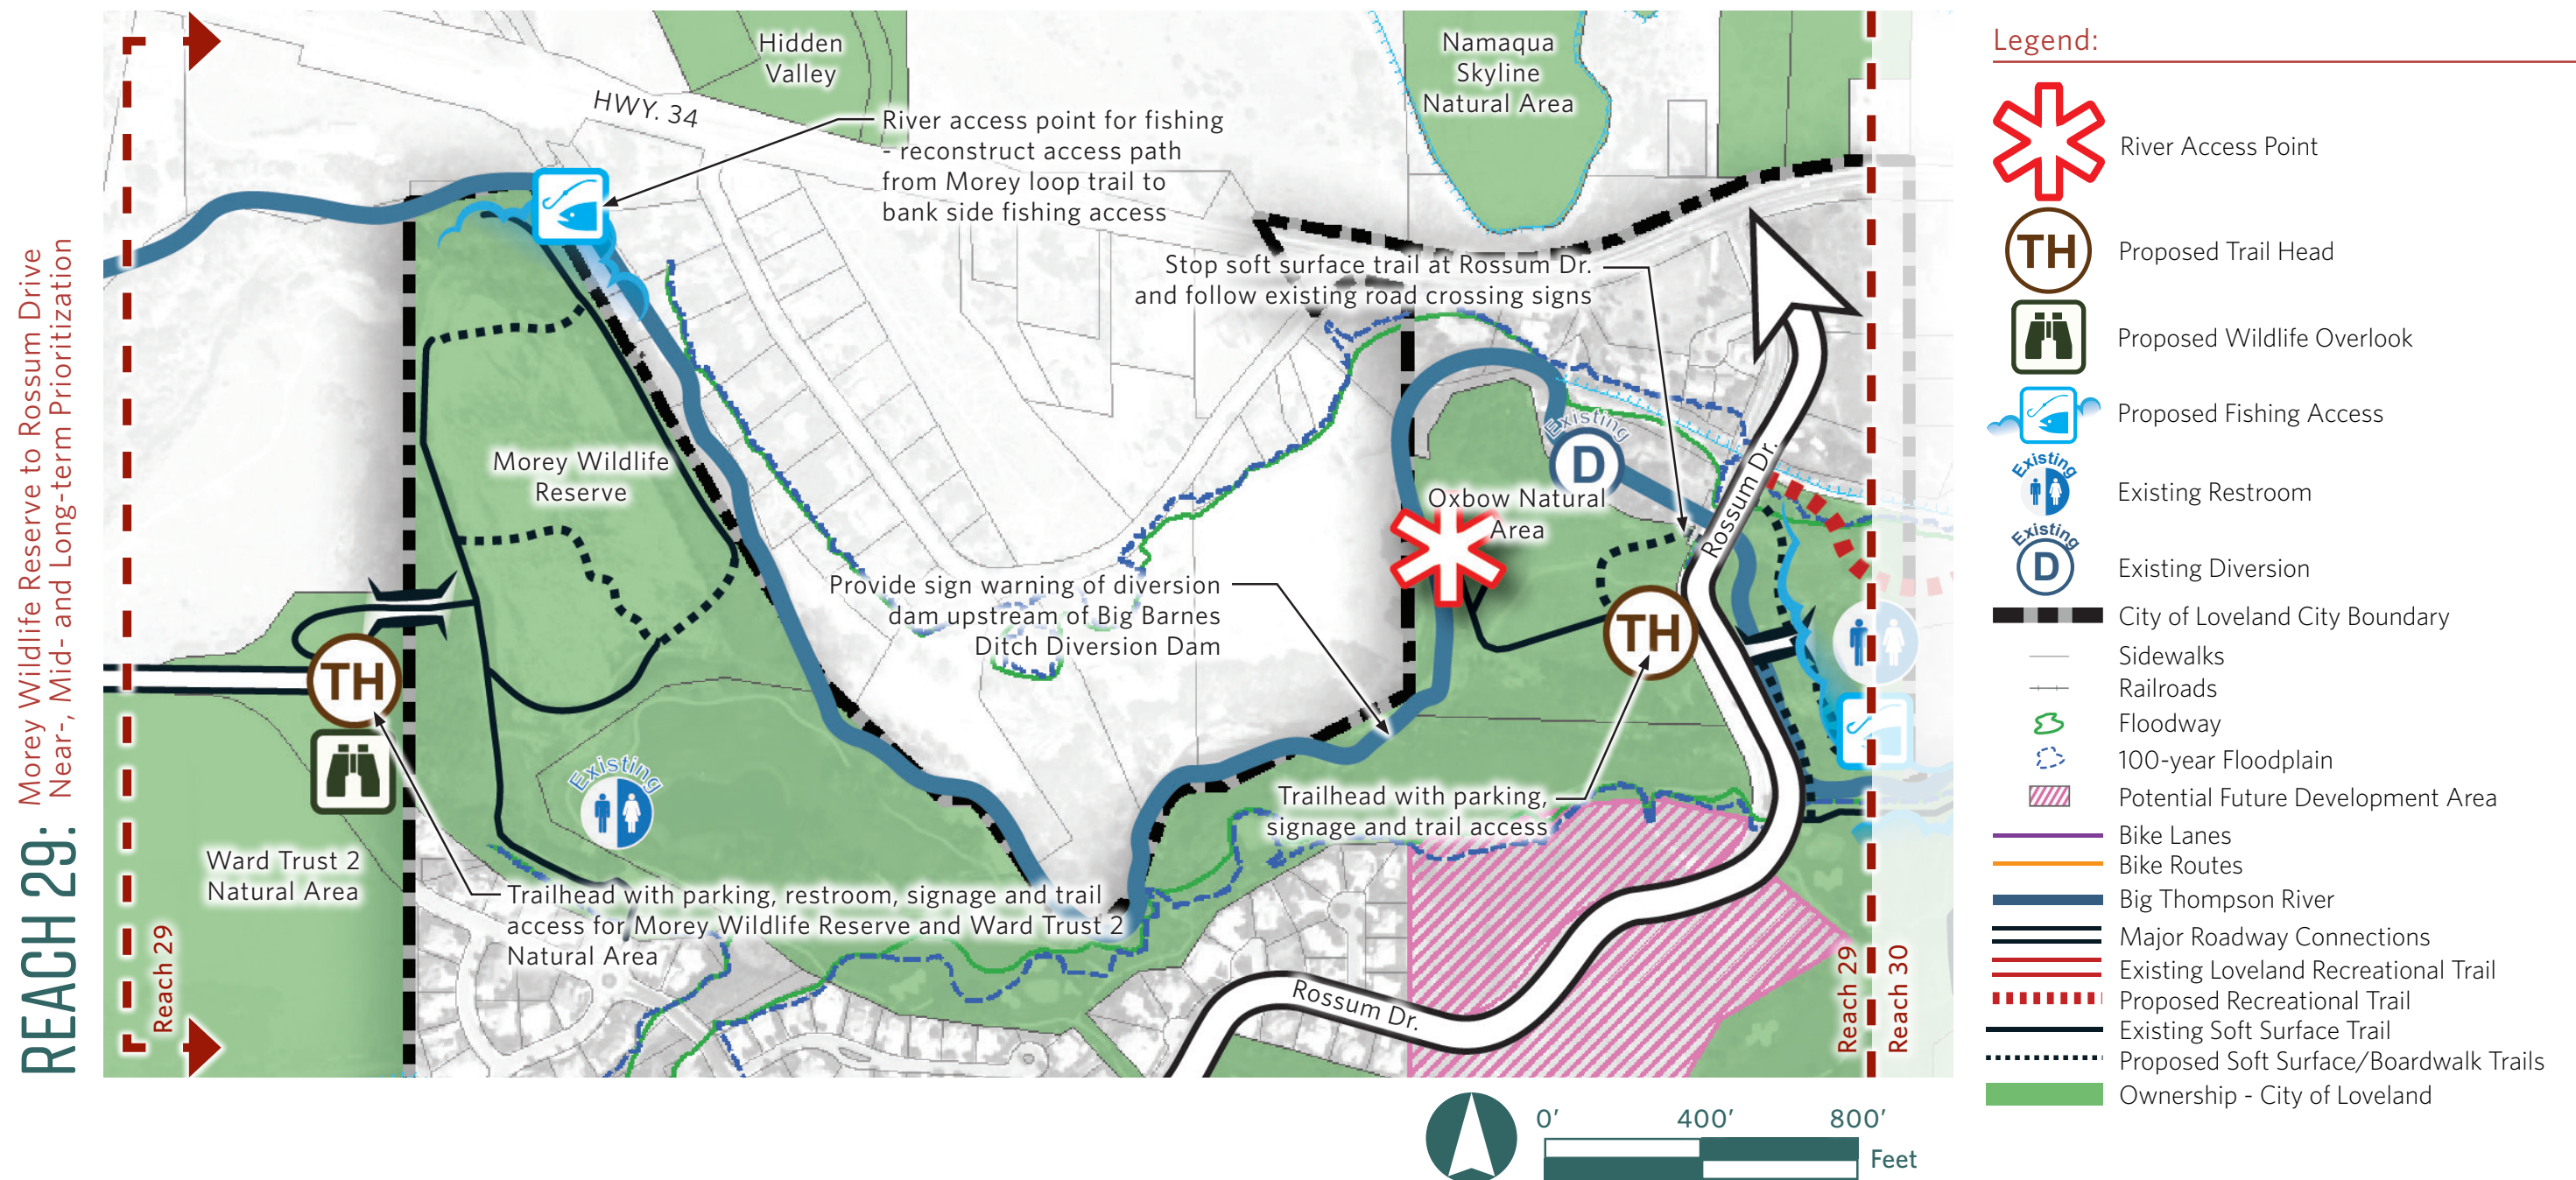 REACH 29:
Morey Wildlife Reserve to Rossum Drive
Near-, Mid- and Long-term Prioritization
Hidden
Valley
HWY. 34
Namaqua
Skyline
Natural Area
River access point for fishing
- reconstruct access path
from Morey loop trail to
bank side fishing access
Stop soft surface trail at Rossum Dr.
and follow existing road crossing signs
Morey Wildlife
Reserve
Existing
D
Oxbow Natural
Area
Rossum Dr.
Provide sign warning of diversion
dam upstream of Big Barnes
Ditch Diversion Dam
TH
TH
Existing
Trailhead with parking,
signage and trail access
Ward Trust 2
Natural Area
Trailhead with parking, restroom, signage and trail
access for Morey Wildlife Reserve and Ward Trust 2
Natural Area
Rossum Dr.
Reach 29
Reach 29
Reach 30
0'
400'
800'
Feet
Legend:
River Access Point
TH
Proposed Trail Head
Proposed Wildlife Overlook
Proposed Fishing Access
Existing
Existing Restroom
Existing
D
Existing Diversion
City of Loveland City Boundary
Sidewalks
Railroads
Floodway
100-year Floodplain
Potential Future Development Area
Bike Lanes
Bike Routes
Big Thompson River
Major Roadway Connections
Existing Loveland Recreational Trail
Proposed Recreational Trail
Existing Soft Surface Trail
Proposed Soft Surface/Boardwalk Trails
Ownership - City of Loveland